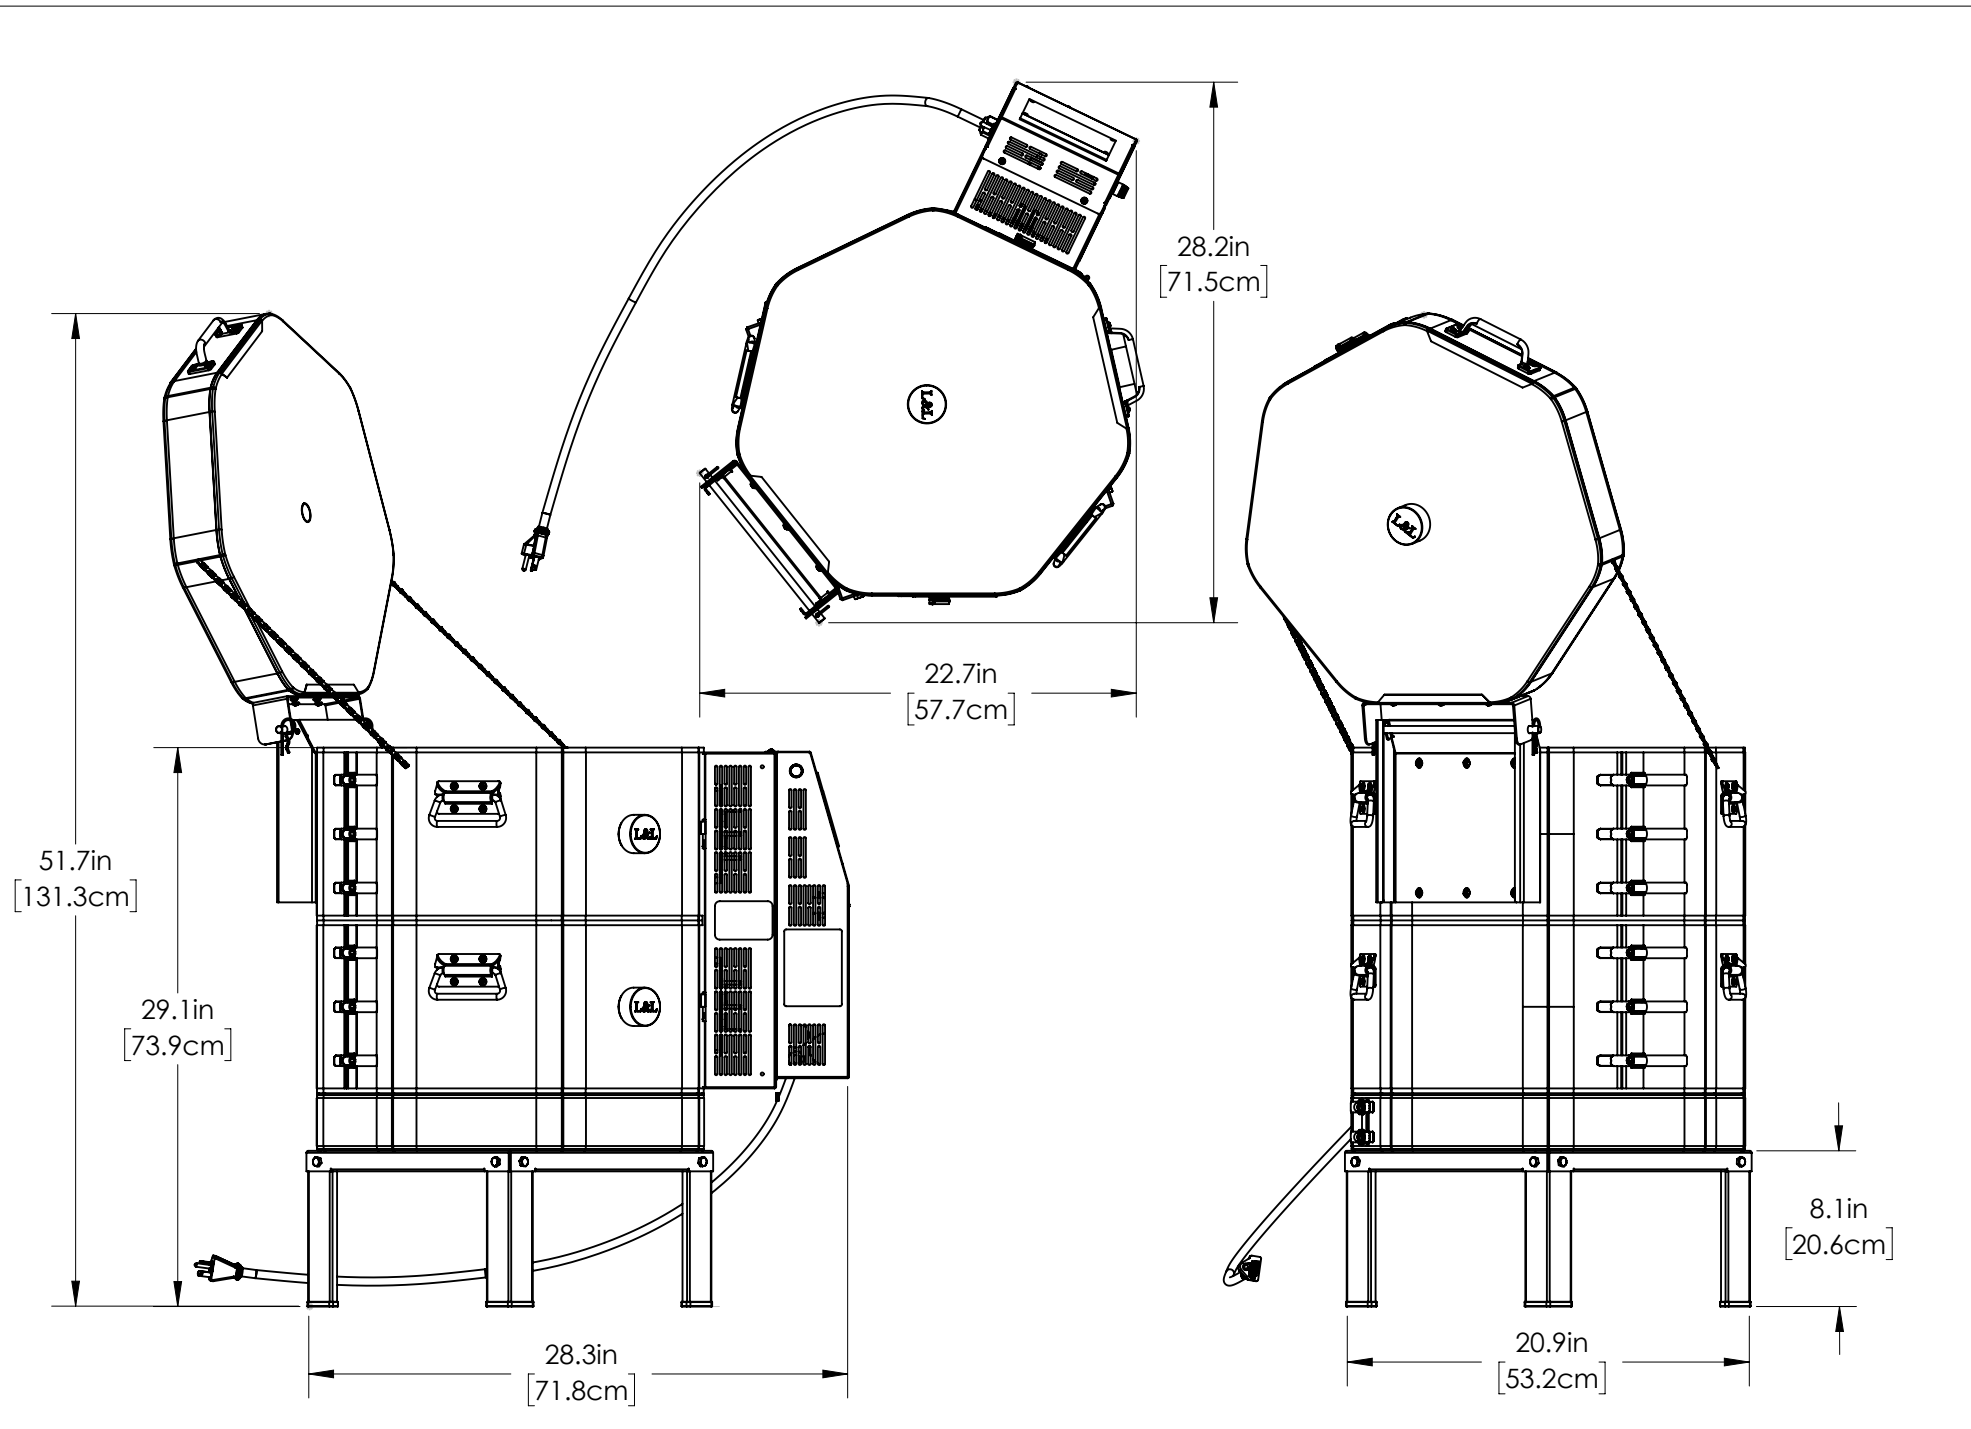 28.2in
[71.5cm]
L&L
22.7in
[57.7cm]
L&L
51.7in
[131.3cm]
L&L
29.1in
[73.9cm]
L&L
8.1in
[20.6cm]
28.3in
[71.8cm]
20.9in
[53.2cm]